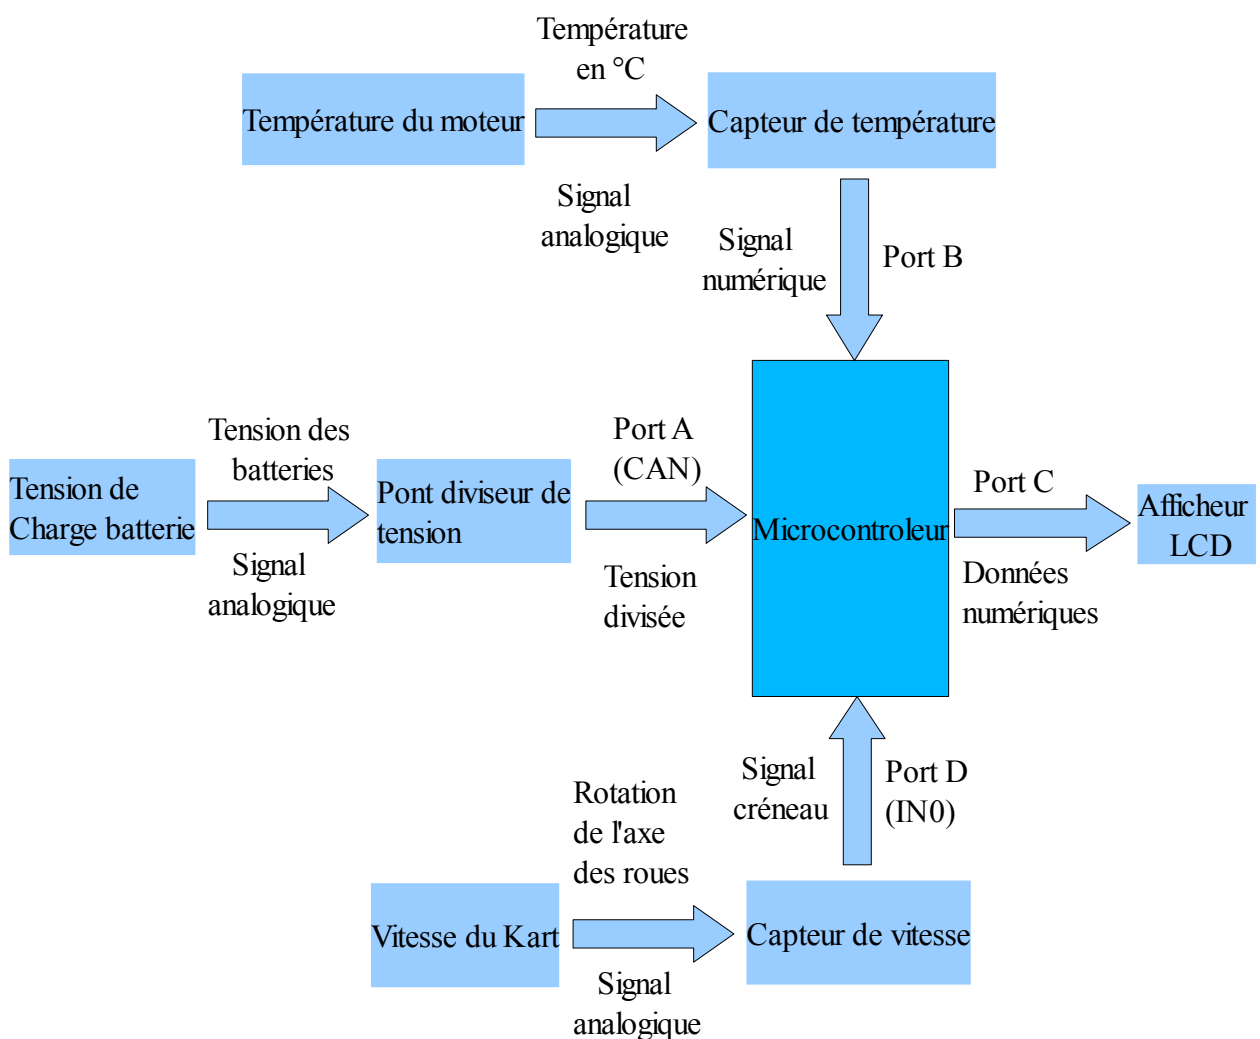 Température
en °C
Température du moteur
Capteur de température
Signal
analogique
Signal
numérique
Port B
Tension des
batteries
Port A
(CAN)
Tension de
Charge batterie
Pont diviseur de
tension
Microcontroleur
Port C
Afficheur
LCD
Signal
analogique
Tension
divisée
Données
numériques
Signal
créneau
Port D
(IN0)
Rotation
de l'axe
des roues
Vitesse du Kart
Capteur de vitesse
Signal
analogique